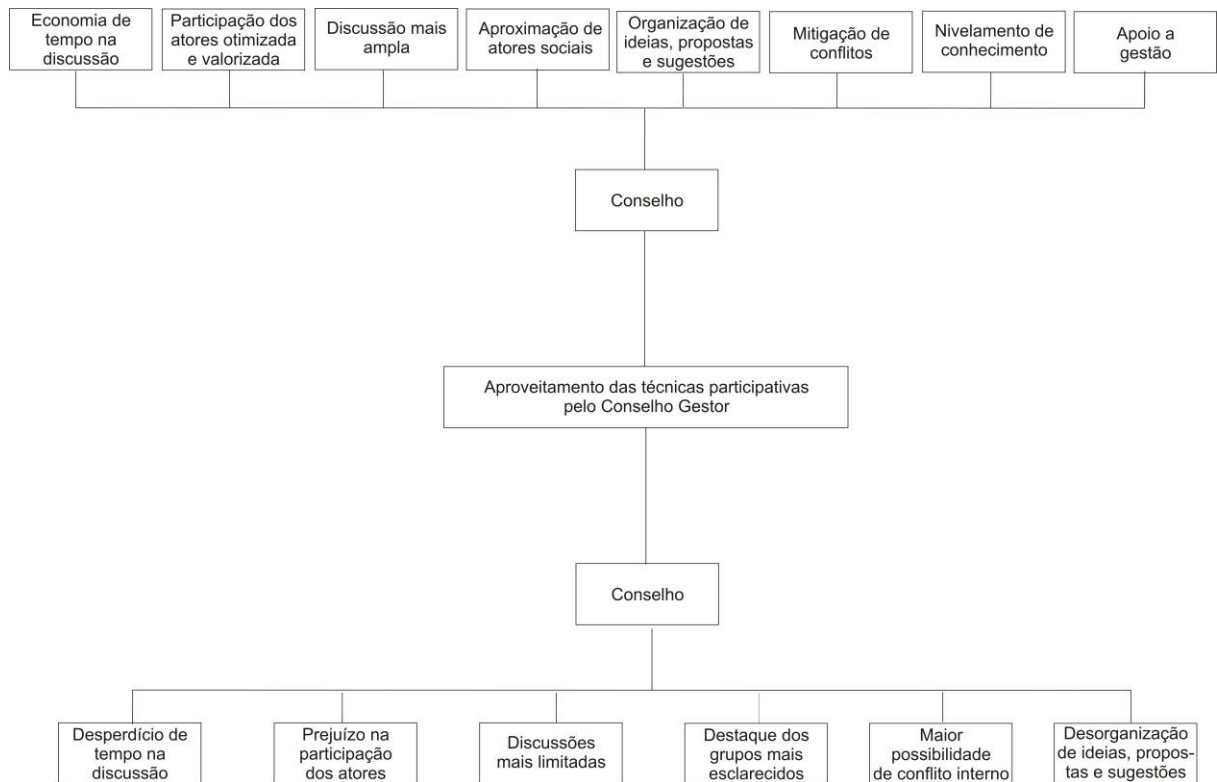 Economia de
tempo na
discussão
Participação dos
atores otimizada
e valorizada
Discussão mais
ampla
Aproximação de
atores sociais
Organização de
ideias, propostas
e sugestões
Mitigação de
conflitos
Nivelamento de
conhecimento
Apoio a
gestão
Conselho
Aproveitamento das técnicas participativas
pelo Conselho Gestor
Conselho
Desperdício de
tempo na
discussão
Prejuízo na
participação
dos atores
Discussões
mais limitadas
Destaque dos
grupos mais
esclarecidos
Maior
possibilidade
de conflito interno
Desorganização
de ideias, propos-
tas e sugestões